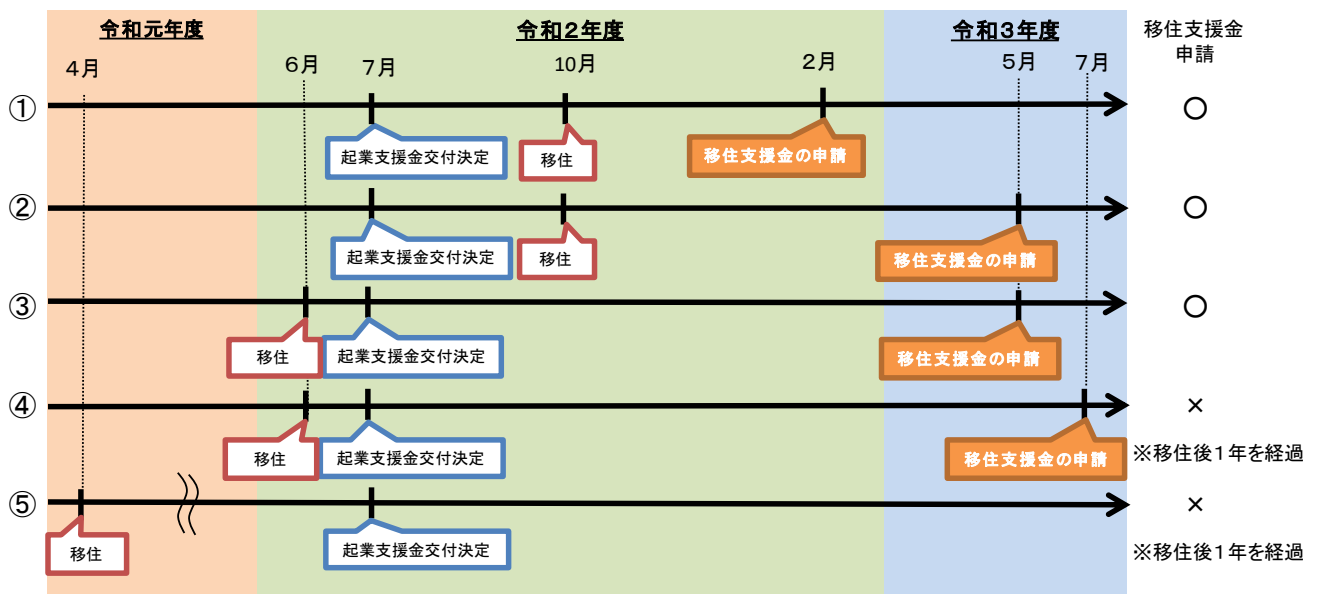 令和元年度
令和2年度
令和3年度
移住支援金
申請
4月
6月
7月
10月
2月
5月
7月
①
起業支援金交付決定
移住
移住支援金の申請
○
②
起業支援金交付決定
移住
移住支援金の申請
○
③
移住
起業支援金交付決定
移住支援金の申請
○
④
移住
起業支援金交付決定
移住支援金の申請
×
※移住後1年を経過
⑤
移住
起業支援金交付決定
×
※移住後1年を経過